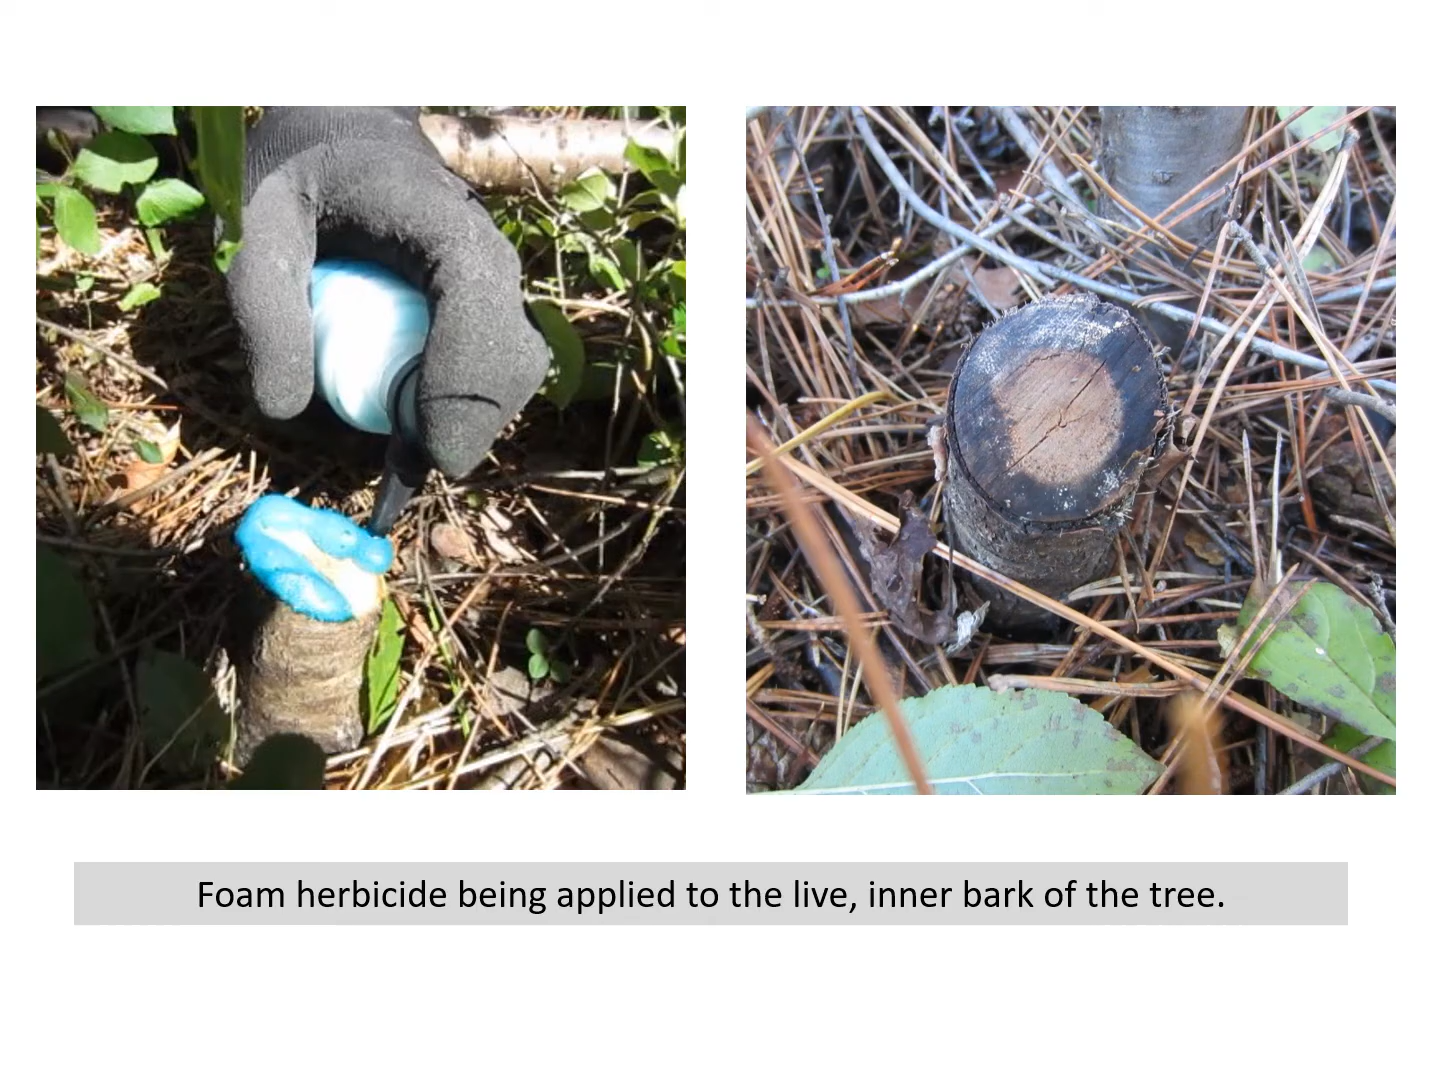 Foam herbicide being applied to the live, inner bark of the tree.